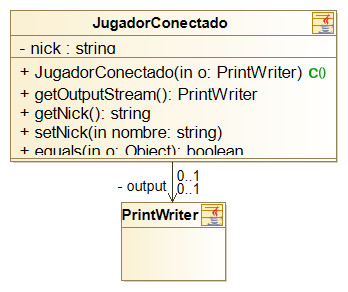 JugadorConectado
- nick : string
+ JugadorConectado(in o: PrintWriter) C()
+ getOutputStream(): PrintWriter
+ getNick(): string
+ setNick(in nombre: string)
+ equals(in o: Object): boolean
- output
0..1
0..1
PrintWriter